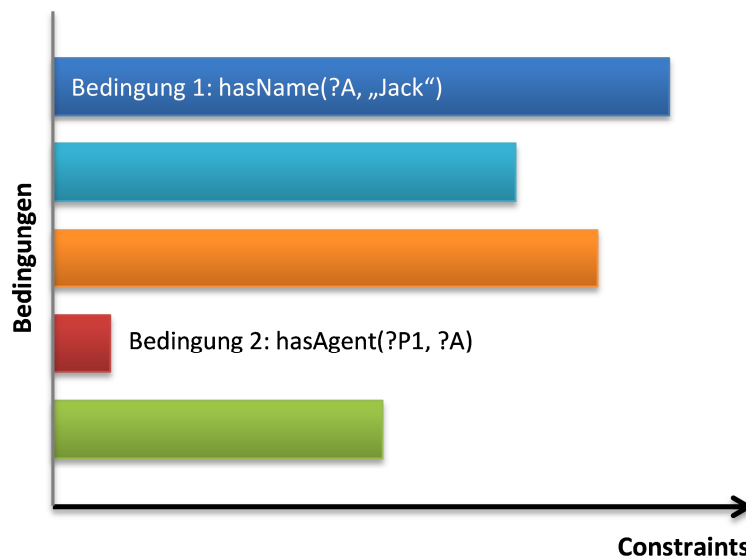 Bedingung 1: hasName(?A, „Jack“)
Bedingungen
Bedingung 2: hasAgent(?P1, ?A)
Constraints